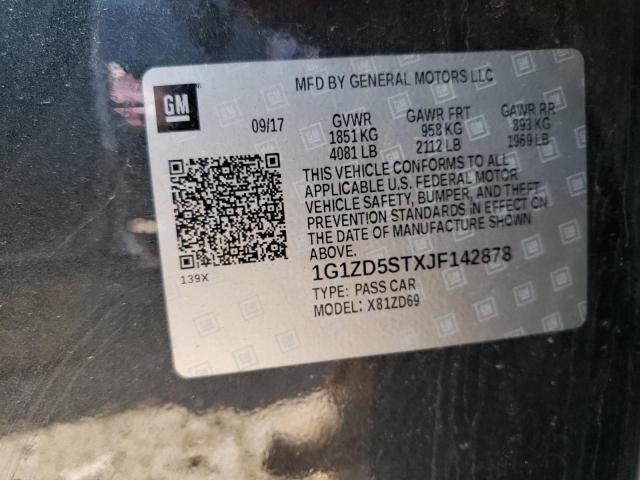 GM
MFD BY GENERAL MOTORS LLC
09/17 GVWR GAWR FRT GAWR RR
1851 KG 958 KG 893 KG
4081 LB 2112 LB 1969 LB
THIS VEHICLE CONFORMS TO ALL
APPLICABLE U.S. FEDERAL MOTOR
VEHICLE SAFETY, BUMPER, AND THEFT
PREVENTION STANDARDS IN EFFECT ON
THE DATE OF MANUFACTURE SHOWN
ABOVE.
139X
1G1ZD5STXJF142878
TYPE: PASS CAR
MODEL: X81ZD69